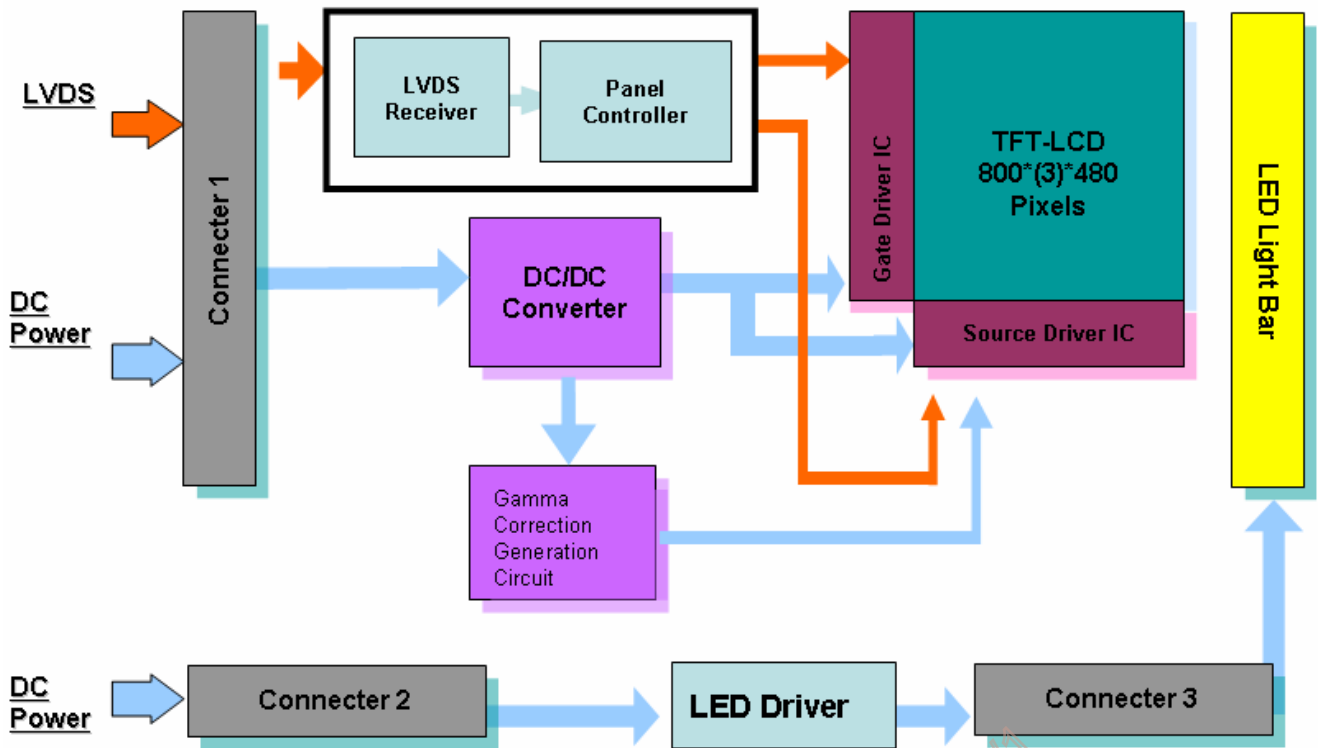 LVDS
DC
Power
Connecter 1
LVDS
Receiver
Panel
Controller
DC/DC
Converter
Gamma
Correction
Generation
Circuit
Gate Driver IC
TFT-LCD
800*(3)*480
Pixels
Source Driver IC
LED Light Bar
DC
Power
Connecter 2
LED Driver
Connecter 3